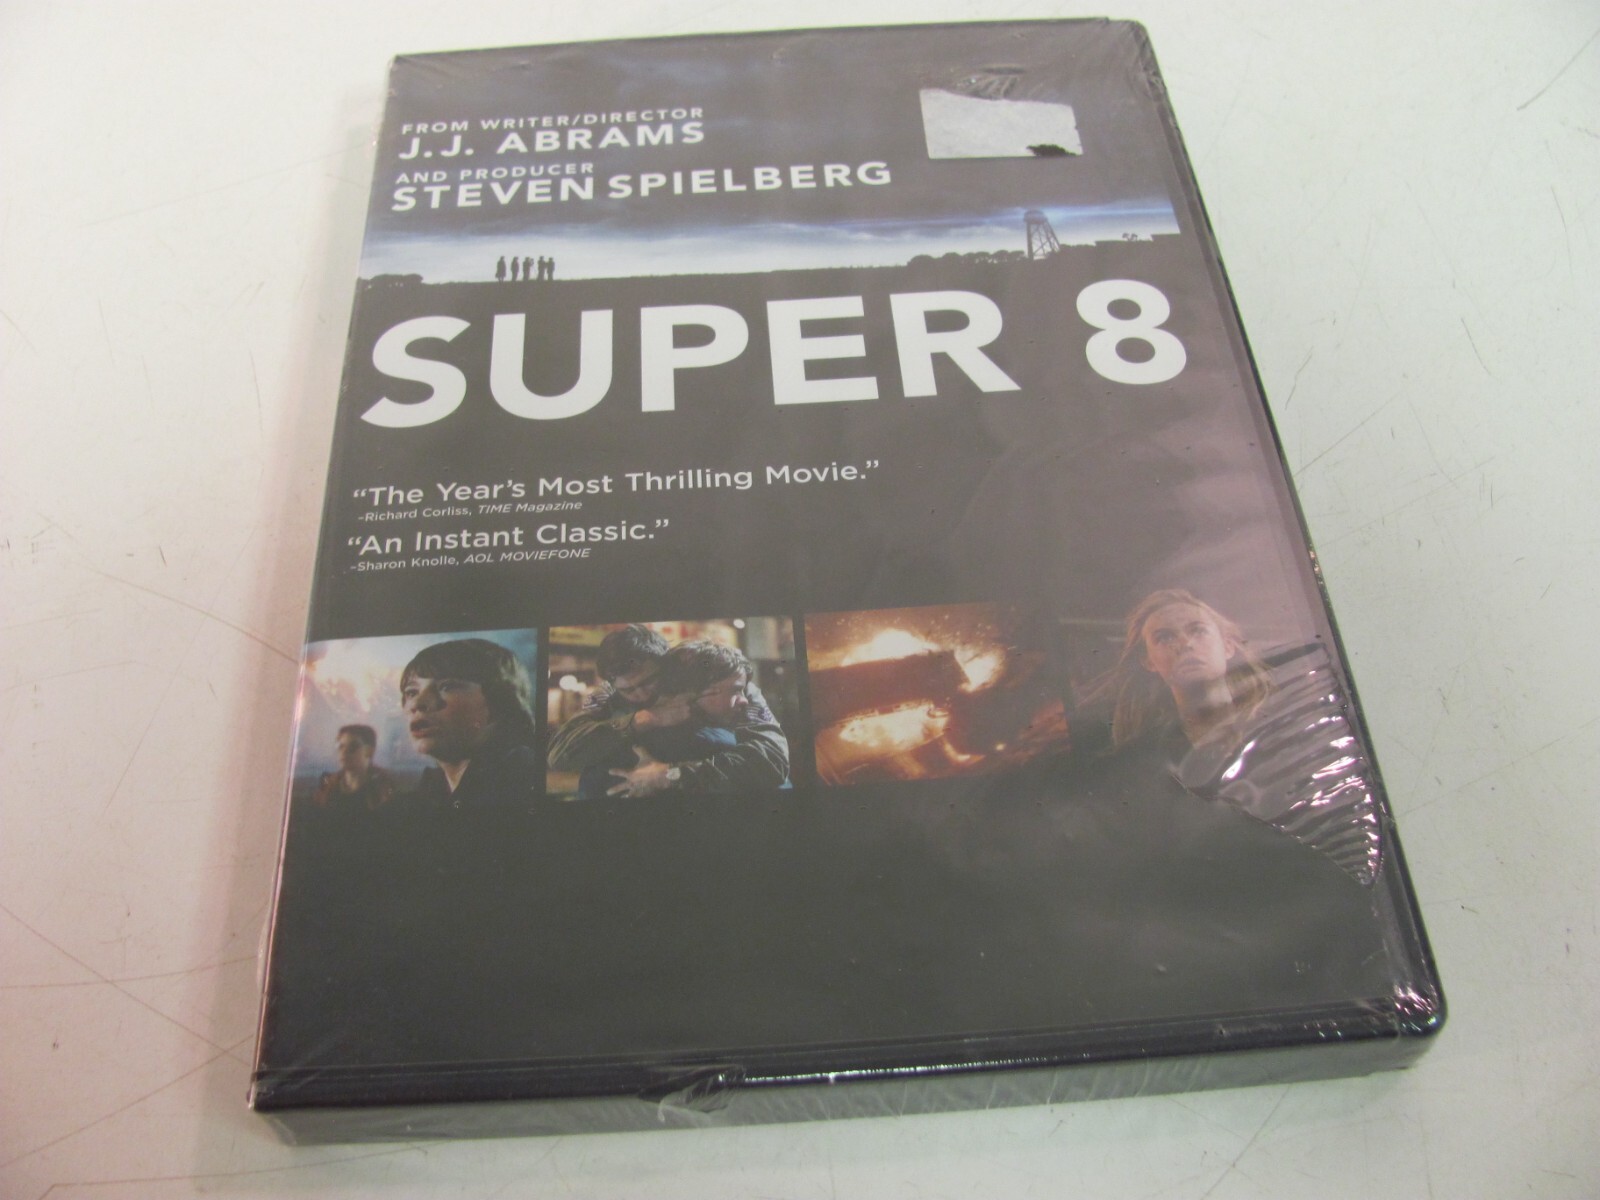 FROM WRITER/DIRECTOR
J.J. ABRAMS
AND PRODUCER
STEVEN SPIELBERG
SUPER 8
“The Year’s Most Thrilling Movie.”
–Richard Corliss, TIME Magazine
“An Instant Classic.”
–Sharon Knolle, AOL MOVIEFONE